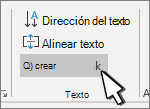 Dirección del texto
Alinear texto
Q) crear k
Texto